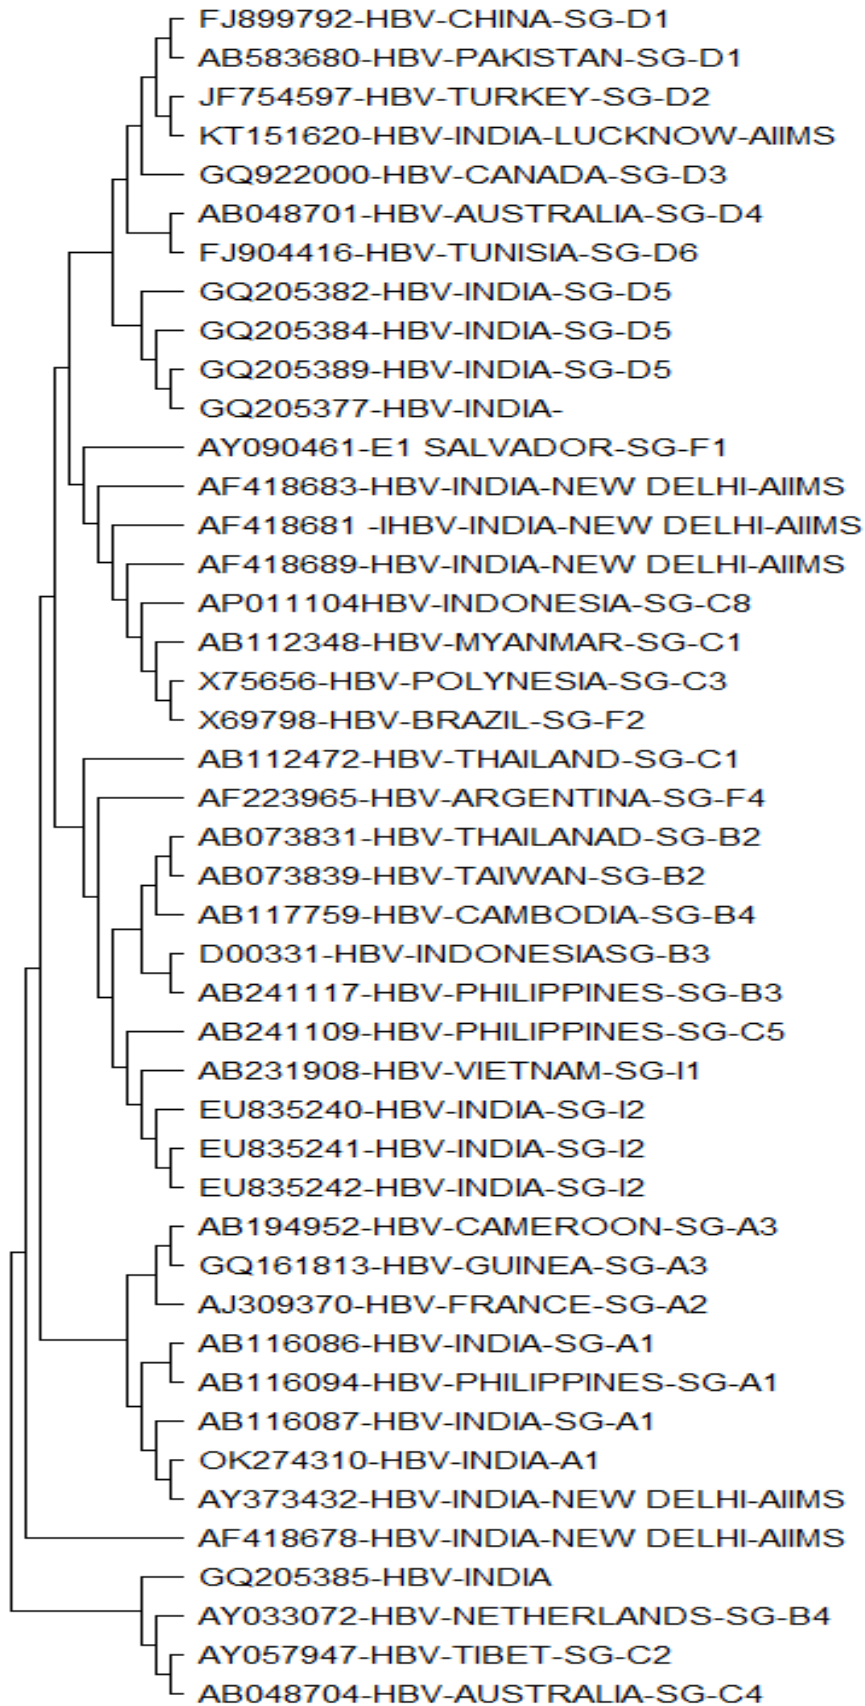 FJ899792-HBV-CHINA-SG-D1
AB583680-HBV-PAKISTAN-SG-D1
JF754597-HBV-TURKEY-SG-D2
KT151620-HBV-INDIA-LUCKNOW-AIIMS
GQ922000-HBV-CANADA-SG-D3
AB048701-HBV-AUSTRALIA-SG-D4
FJ904416-HBV-TUNISIA-SG-D6
GQ205382-HBV-INDIA-SG-D5
GQ205384-HBV-INDIA-SG-D5
GQ205389-HBV-INDIA-SG-D5
GQ205377-HBV-INDIA-
AY090461-E1 SALVADOR-SG-F1
AF418683-HBV-INDIA-NEW DELHI-AIIMS
AF418681 -IHBV-INDIA-NEW DELHI-AIIMS
AF418689-HBV-INDIA-NEW DELHI-AIIMS
AP011104HBV-INDONESIA-SG-C8
AB112348-HBV-MYANMAR-SG-C1
X75656-HBV-POLYNESIA-SG-C3
X69798-HBV-BRAZIL-SG-F2
AB112472-HBV-THAILAND-SG-C1
AF223965-HBV-ARGENTINA-SG-F4
AB073831-HBV-THAILANAD-SG-B2
AB073839-HBV-TAIWAN-SG-B2
AB117759-HBV-CAMBODIA-SG-B4
D00331-HBV-INDONESIASG-B3
AB241117-HBV-PHILIPPINES-SG-B3
AB241109-HBV-PHILIPPINES-SG-C5
AB231908-HBV-VIETNAM-SG-I1
EU835240-HBV-INDIA-SG-I2
EU835241-HBV-INDIA-SG-I2
EU835242-HBV-INDIA-SG-I2
AB194952-HBV-CAMEROON-SG-A3
GQ161813-HBV-GUINEA-SG-A3
AJ309370-HBV-FRANCE-SG-A2
AB116086-HBV-INDIA-SG-A1
AB116094-HBV-PHILIPPINES-SG-A1
AB116087-HBV-INDIA-SG-A1
OK274310-HBV-INDIA-A1
AY373432-HBV-INDIA-NEW DELHI-AIIMS
AF418678-HBV-INDIA-NEW DELHI-AIIMS
GQ205385-HBV-INDIA
AY033072-HBV-NETHERLANDS-SG-B4
AY057947-HBV-TIBET-SG-C2
AB048704-HBV-AUSTRALIA-SG-C4